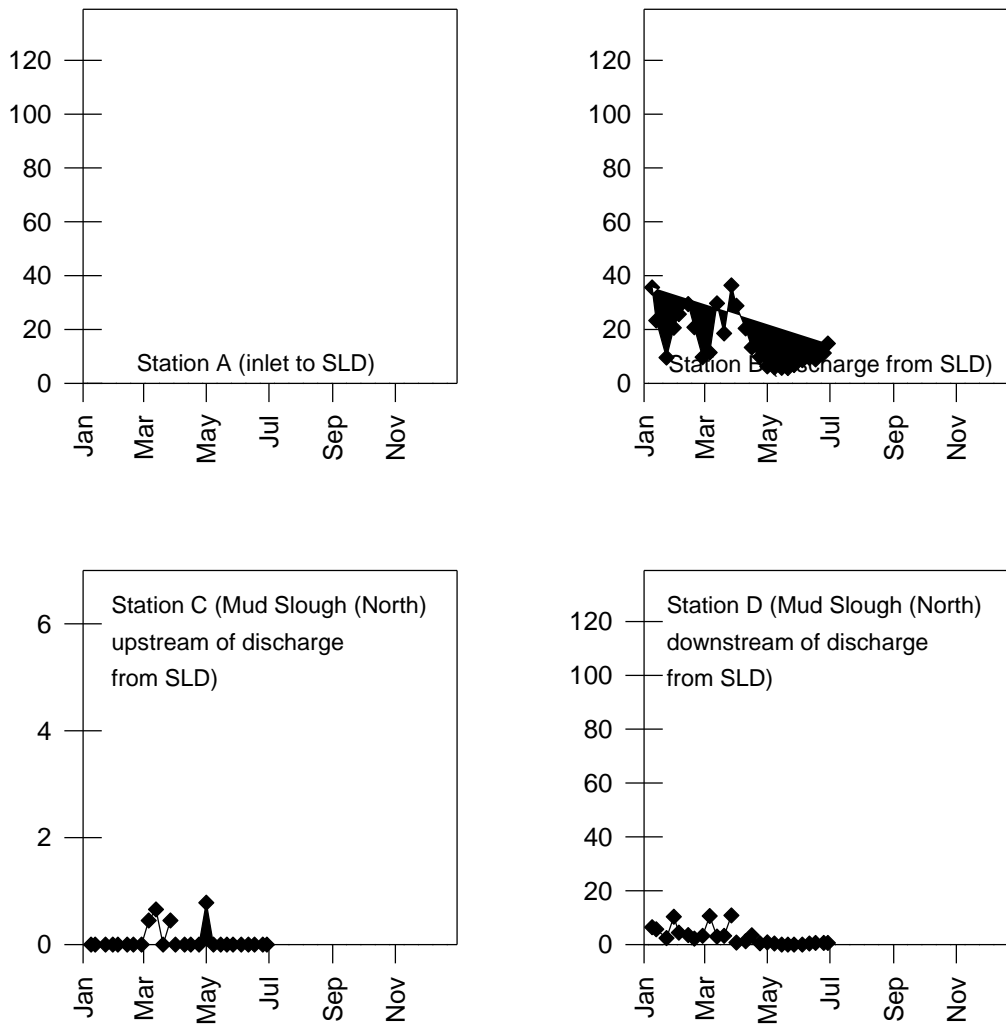 120
100
80
60
40
20
0
Station A (inlet to SLD)
Jan Mar May Jul Sep Nov
120
100
80
60
40
20
0
Station B scharge from SLD)
Jan Mar May Jul Sep Nov
Station C (Mud Slough (North)
upstream of discharge
from SLD)
6
4
2
0
Jan Mar May Jul Sep Nov
Station D (Mud Slough (North)
downstream of discharge
from SLD)
120
100
80
60
40
20
0
Jan Mar May Jul Sep Nov